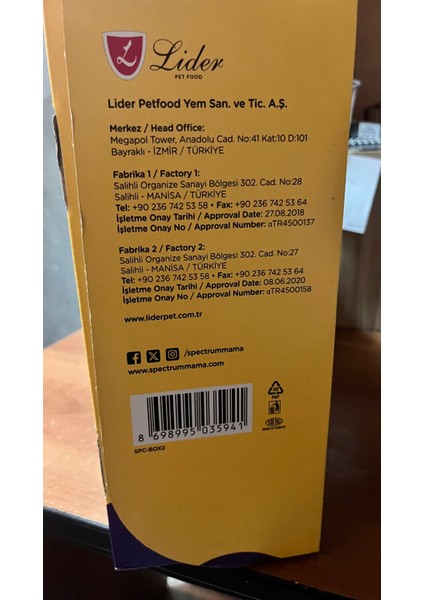 L
Lider
PET FOOD
Lider Petfood Yem San. ve Tic. A.Ş.
Merkez / Head Office:
Megapol Tower, Anadolu Cad. No:41 Kat:10 D:101
Bayraklı - İZMİR / TÜRKİYE
Fabrika 1 / Factory 1:
Salihli Organize Sanayi Bölgesi 302. Cad. No:28
Salihli - MANİSA / TÜRKİYE
Tel: +90 236 742 53 58 • Fax: +90 236 742 53 64
İşletme Onay Tarihi / Approval Date: 27.08.2018
İşletme Onay No / Approval Number: αTR4500137
Fabrika 2 / Factory 2:
Salihli Organize Sanayi Bölgesi 302. Cad. No:27
Salihli - MANİSA / TÜRKİYE
Tel: +90 236 742 53 58 • Fax: +90 236 742 53 64
İşletme Onay Tarihi / Approval Date: 08.06.2020
İşletme Onay No / Approval Number: αTR4500158
www.liderpet.com.tr
/spectrummama
www.spectrummama.com
PAP
8 698995 035941
SPC-BOX2